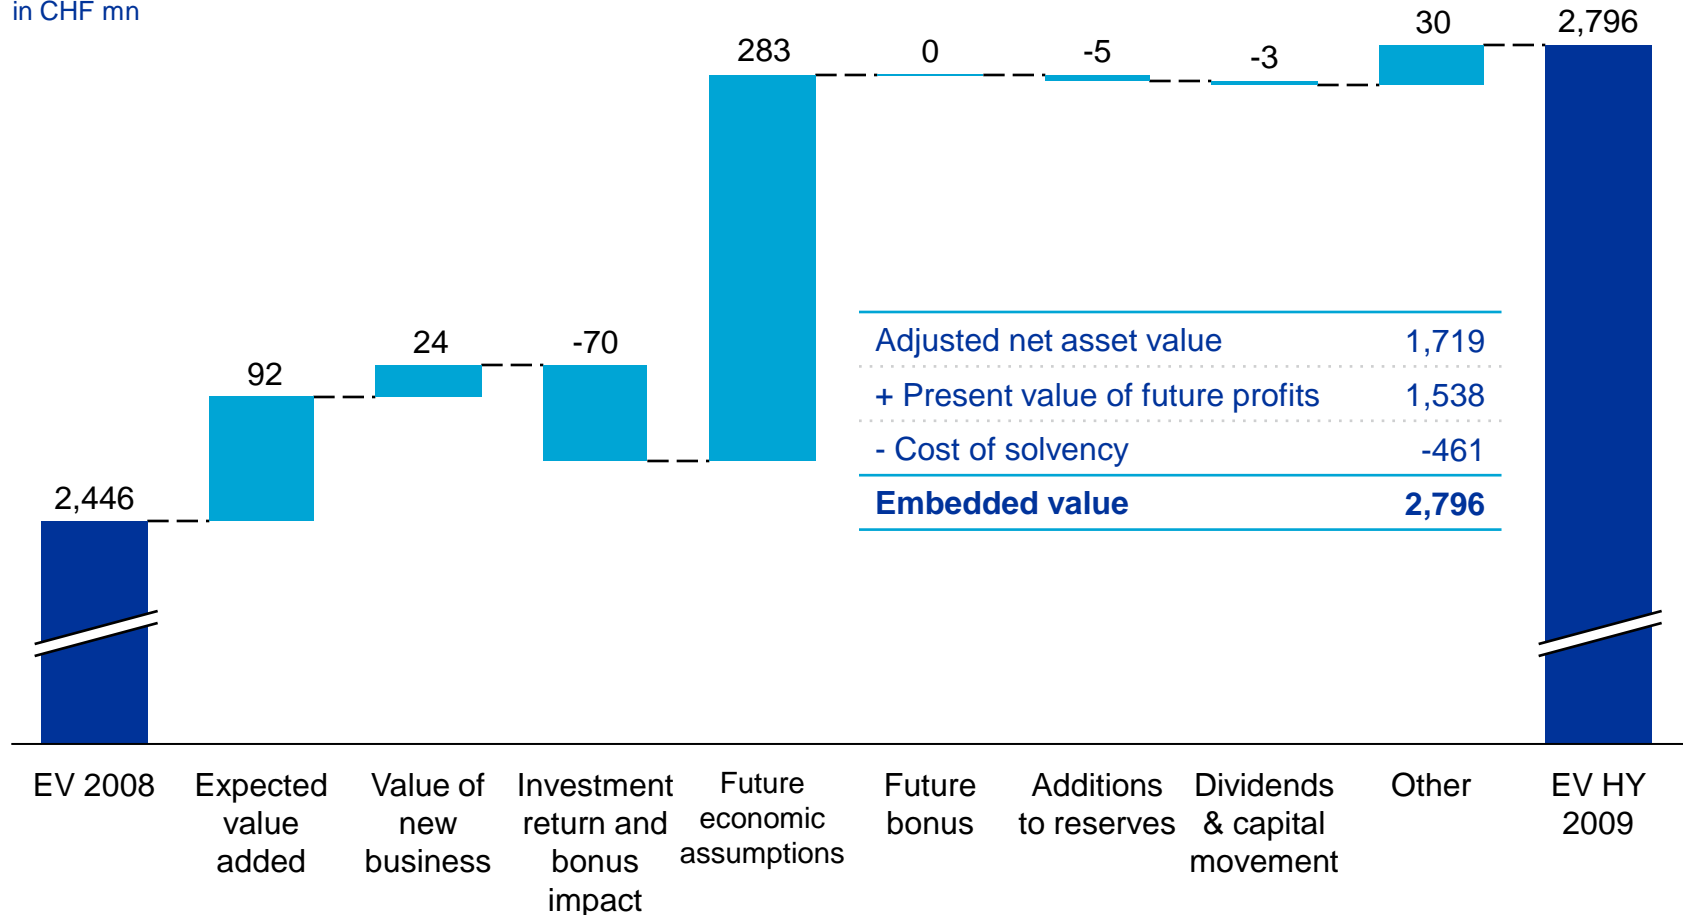 in CHF mn
2,446
92
24
-70
283
0
-5
-3
30
2,796
Adjusted net asset value 1,719
+ Present value of future profits 1,538
- Cost of solvency -461
Embedded value 2,796
EV 2008
Expected
value
added
Value of
new
business
Investment
return and
bonus
impact
Future
economic
assumptions
Future
bonus
Additions
to reserves
Dividends
& capital
movement
Other
EV HY
2009